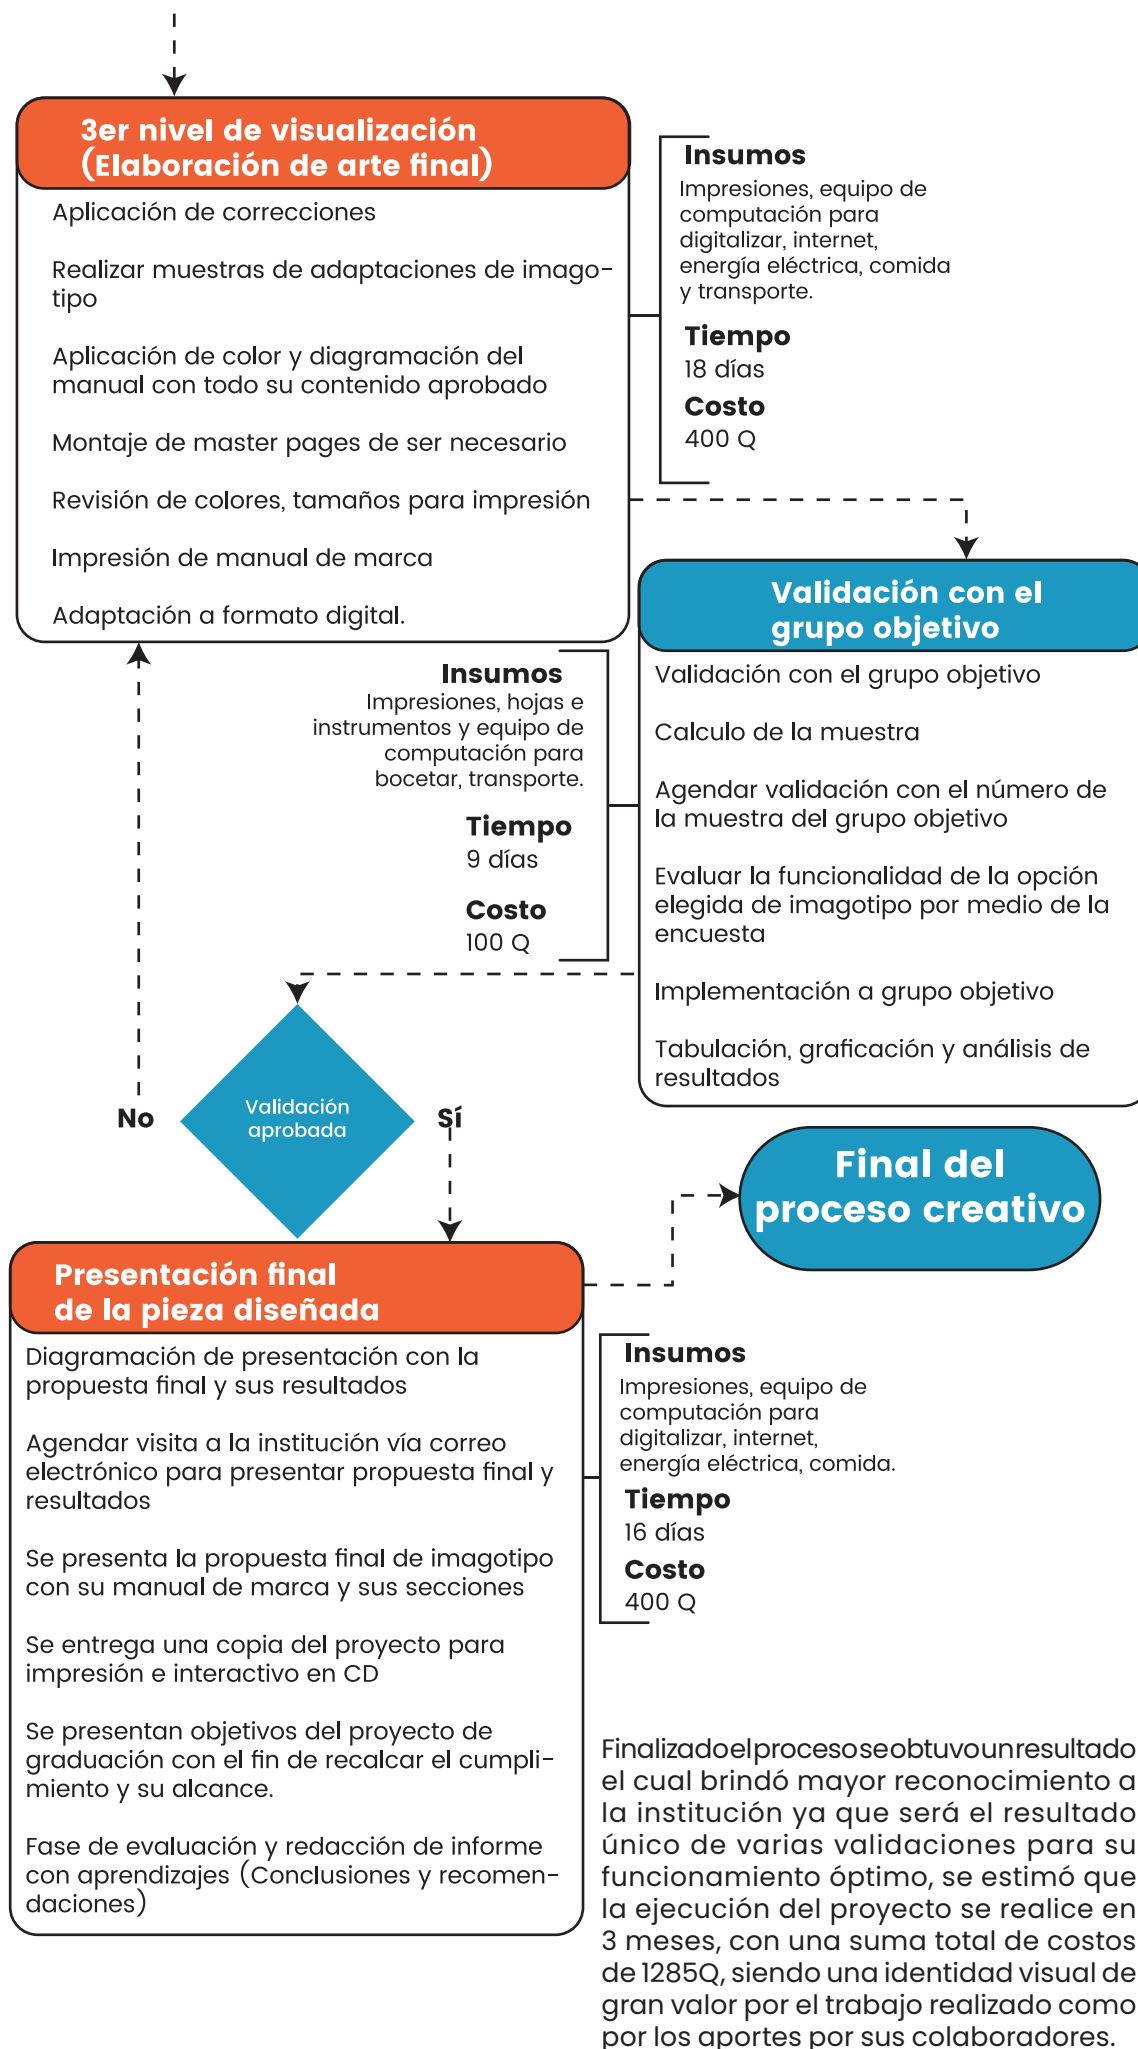 3er nivel de visualización
(Elaboración de arte final)
Aplicación de correcciones
Realizar muestras de adaptaciones de imago-
tipo
Aplicación de color y diagramación del
manual con todo su contenido aprobado
Montaje de master pages de ser necesario
Revisión de colores, tamaños para impresión
Impresión de manual de marca
Adaptación a formato digital.
Insumos
Impresiones, equipo de
computación para
digitalizar, internet,
energía eléctrica, comida
y transporte.
Tiempo
18 días
Costo
400 Q
Validación con el
grupo objetivo
Validación con el grupo objetivo
Calculo de la muestra
Agendar validación con el número de
la muestra del grupo objetivo
Evaluar la funcionalidad de la opción
elegida de imagotipo por medio de la
encuesta
Implementación a grupo objetivo
Tabulación, graficación y análisis de
resultados
Insumos
Impresiones, hojas e
instrumentos y equipo de
computación para
bocetar, transporte.
Tiempo
9 días
Costo
100 Q
Validación
aprobada
No
Sí
Final del
proceso creativo
Presentación final
de la pieza diseñada
Diagramación de presentación con la
propuesta final y sus resultados
Agendar visita a la institución vía correo
electrónico para presentar propuesta final y
resultados
Se presenta la propuesta final de imagotipo
con su manual de marca y sus secciones
Se entrega una copia del proyecto para
impresión e interactivo en CD
Se presentan objetivos del proyecto de
graduación con el fin de recalcar el cumpli-
miento y su alcance.
Fase de evaluación y redacción de informe
con aprendizajes (Conclusiones y recomen-
daciones)
Insumos
Impresiones, equipo de
computación para
digitalizar, internet,
energía eléctrica, comida.
Tiempo
16 días
Costo
400 Q
Finalizado el proceso se obtuvo un resultado
el cual brindó mayor reconocimiento a
la institución ya que será el resultado
único de varias validaciones para su
funcionamiento óptimo, se estimó que
la ejecución del proyecto se realice en
3 meses, con una suma total de costos
de 1285Q, siendo una identidad visual de
gran valor por el trabajo realizado como
por los aportes por sus colaboradores.